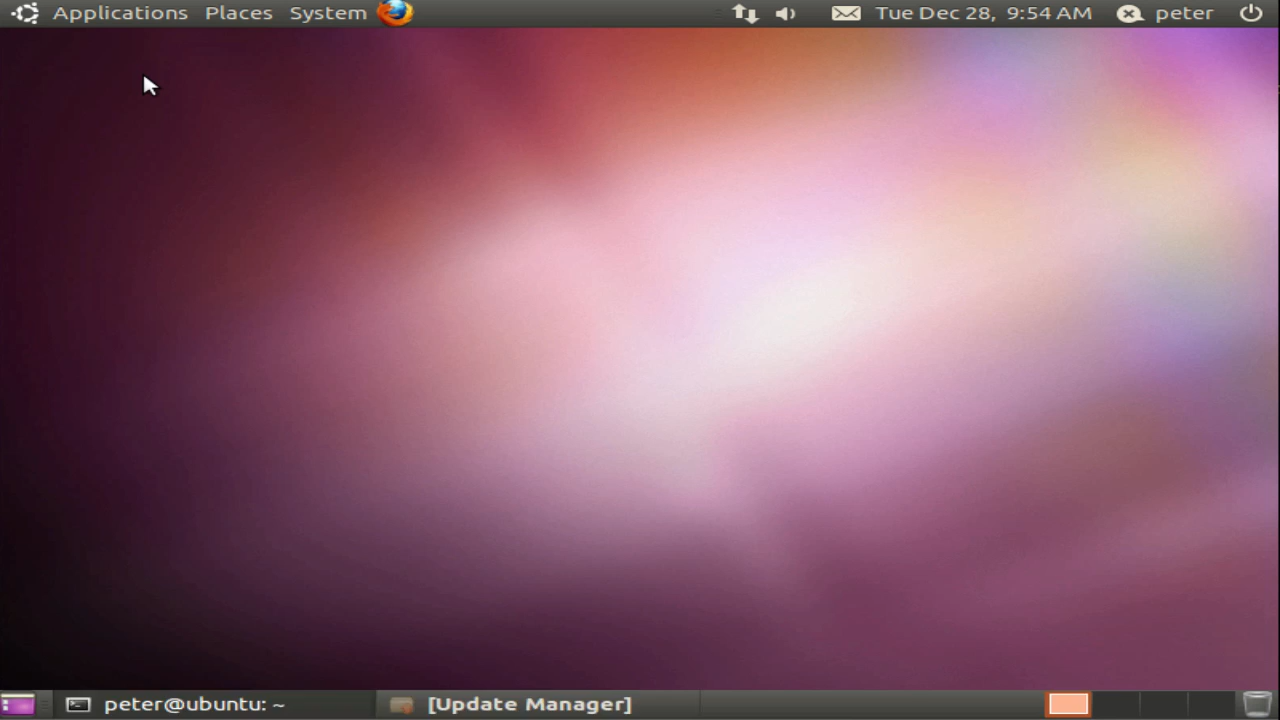 Applications Places System Tue Dec 28, 9:54 AM peter
peter@ubuntu: ~ [Update Manager]